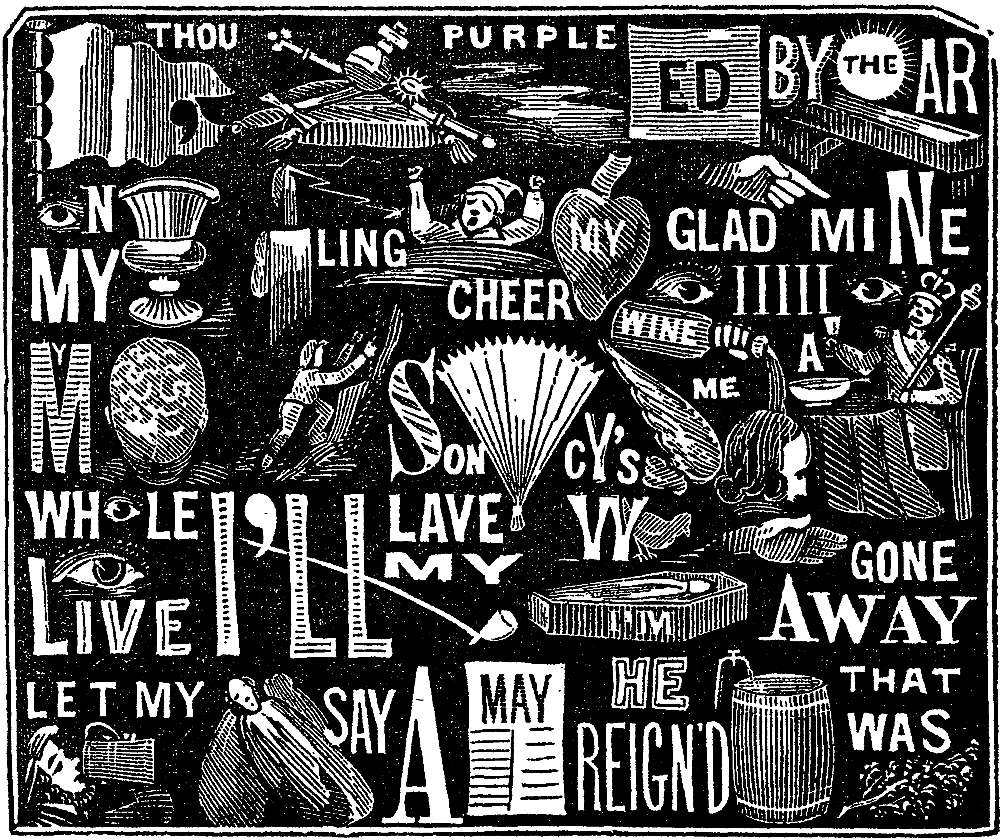 , THOU PURPLE ED BY THE AR
N LING MY GLAD MINE
MY CHEER IIIII
WINE A
M ME
S ON CY'S
WH LE I'LL LAVE W GONE
LIVE MY I'M AWAY
LET MY SAY A MAY HE THAT
REIGN'D WAS